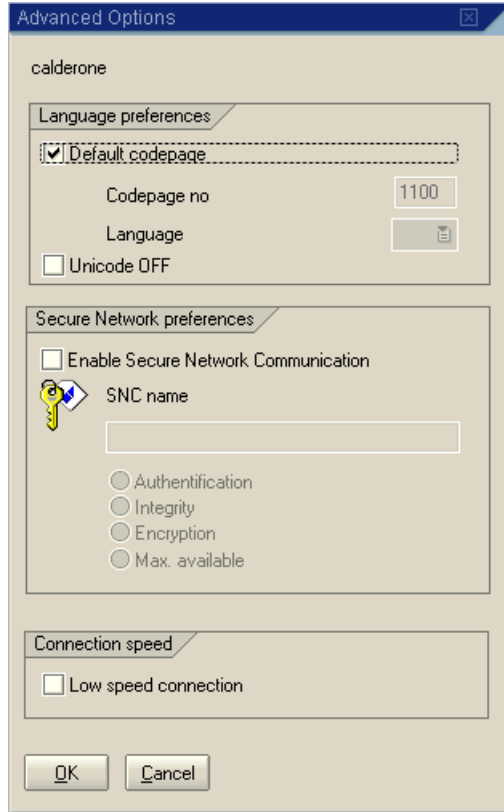 Advanced Options
calderone
Language preferences
Default codepage
Codepage no 1100
Language
Unicode OFF
Secure Network preferences
Enable Secure Network Communication
SNC name
Authentification
Integrity
Encryption
Max. available
Connection speed
Low speed connection
OK Cancel